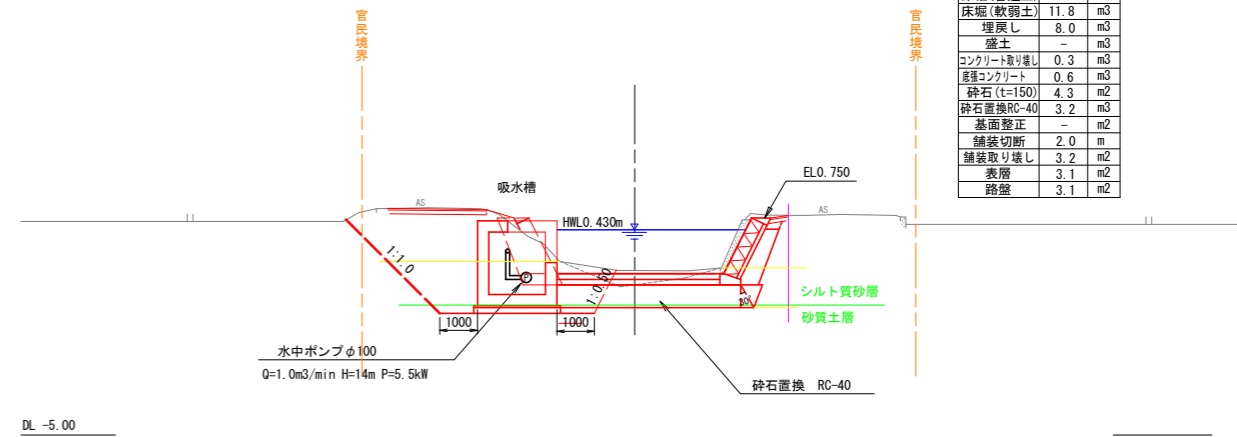 官民境界
官民境界
床堀(軟弱土) 11.8 m3
埋戻し 8.0 m3
盛土 - m3
コンクリート取り壊し 0.3 m3
底張コンクリート 0.6 m3
砕石(t=150) 4.3 m2
砕石置換RC-40 3.2 m3
基面整正 - m2
舗装切断 2.0 m
舗装取り壊し 3.2 m2
表層 3.1 m2
路盤 3.1 m2
EL0.750
吸水槽
AS
AS
HWL0.430m
1:1.0
P
1:0.50
30°
シルト質砂層
砂質土層
1000
1000
水中ポンプφ100
Q=1.0m3/min H=14m P=5.5kW
砕石置換 RC-40
DL -5.00